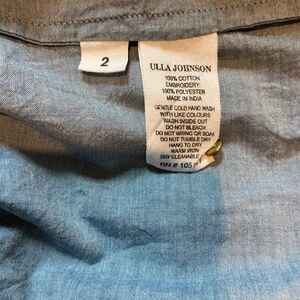 2
ULLA JOHNSON
100% COTTON
EMBROIDERY:
100% POLYESTER
MADE IN INDIA
GENTLE COLD HAND WASH
WITH LIKE COLOURS
WASH INSIDE OUT
DO NOT BLEACH
DO NOT WRING OR SOAK
DO NOT TUMBLE DRY
HANG TO DRY
WARM IRON
DRY CLEANABLE
RN #